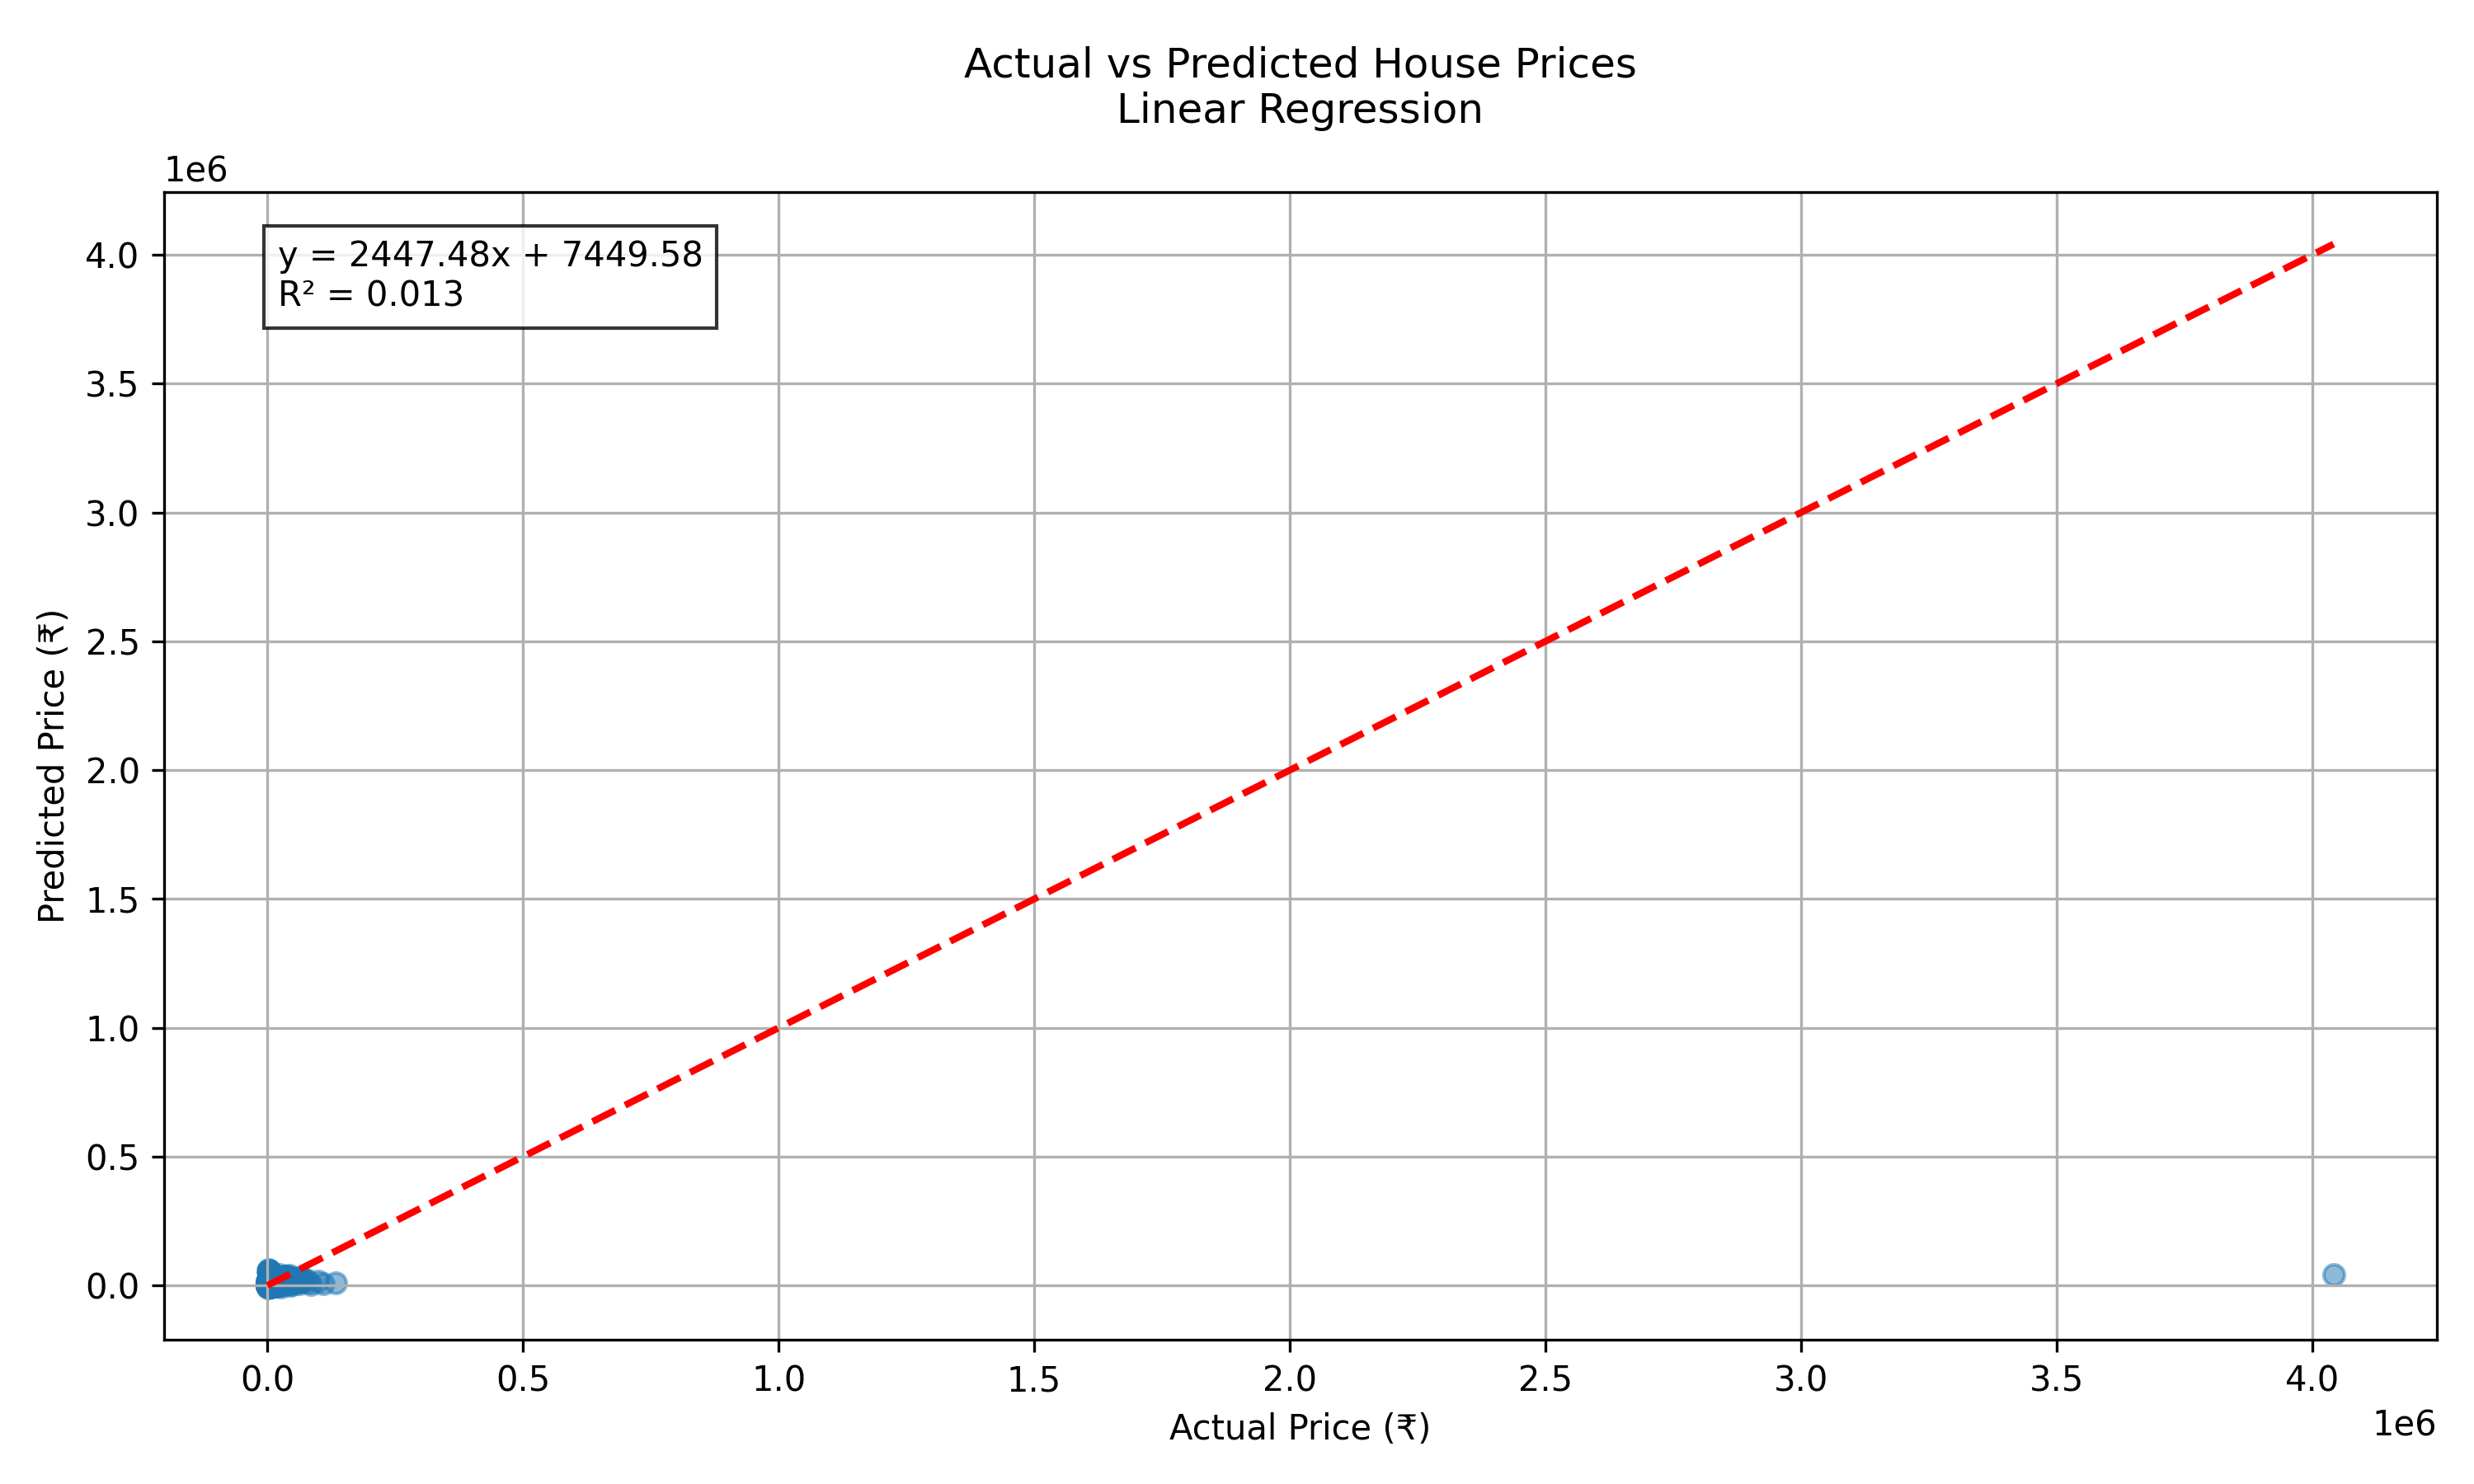 Actual vs Predicted House Prices
Linear Regression
1e6
y = 2447.48x + 7449.58
R² = 0.013
4.0
3.5
3.0
2.5
2.0
1.5
1.0
0.5
0.0
Predicted Price (₹)
0.0 0.5 1.0 1.5 2.0 2.5 3.0 3.5 4.0
1e6
Actual Price (₹)